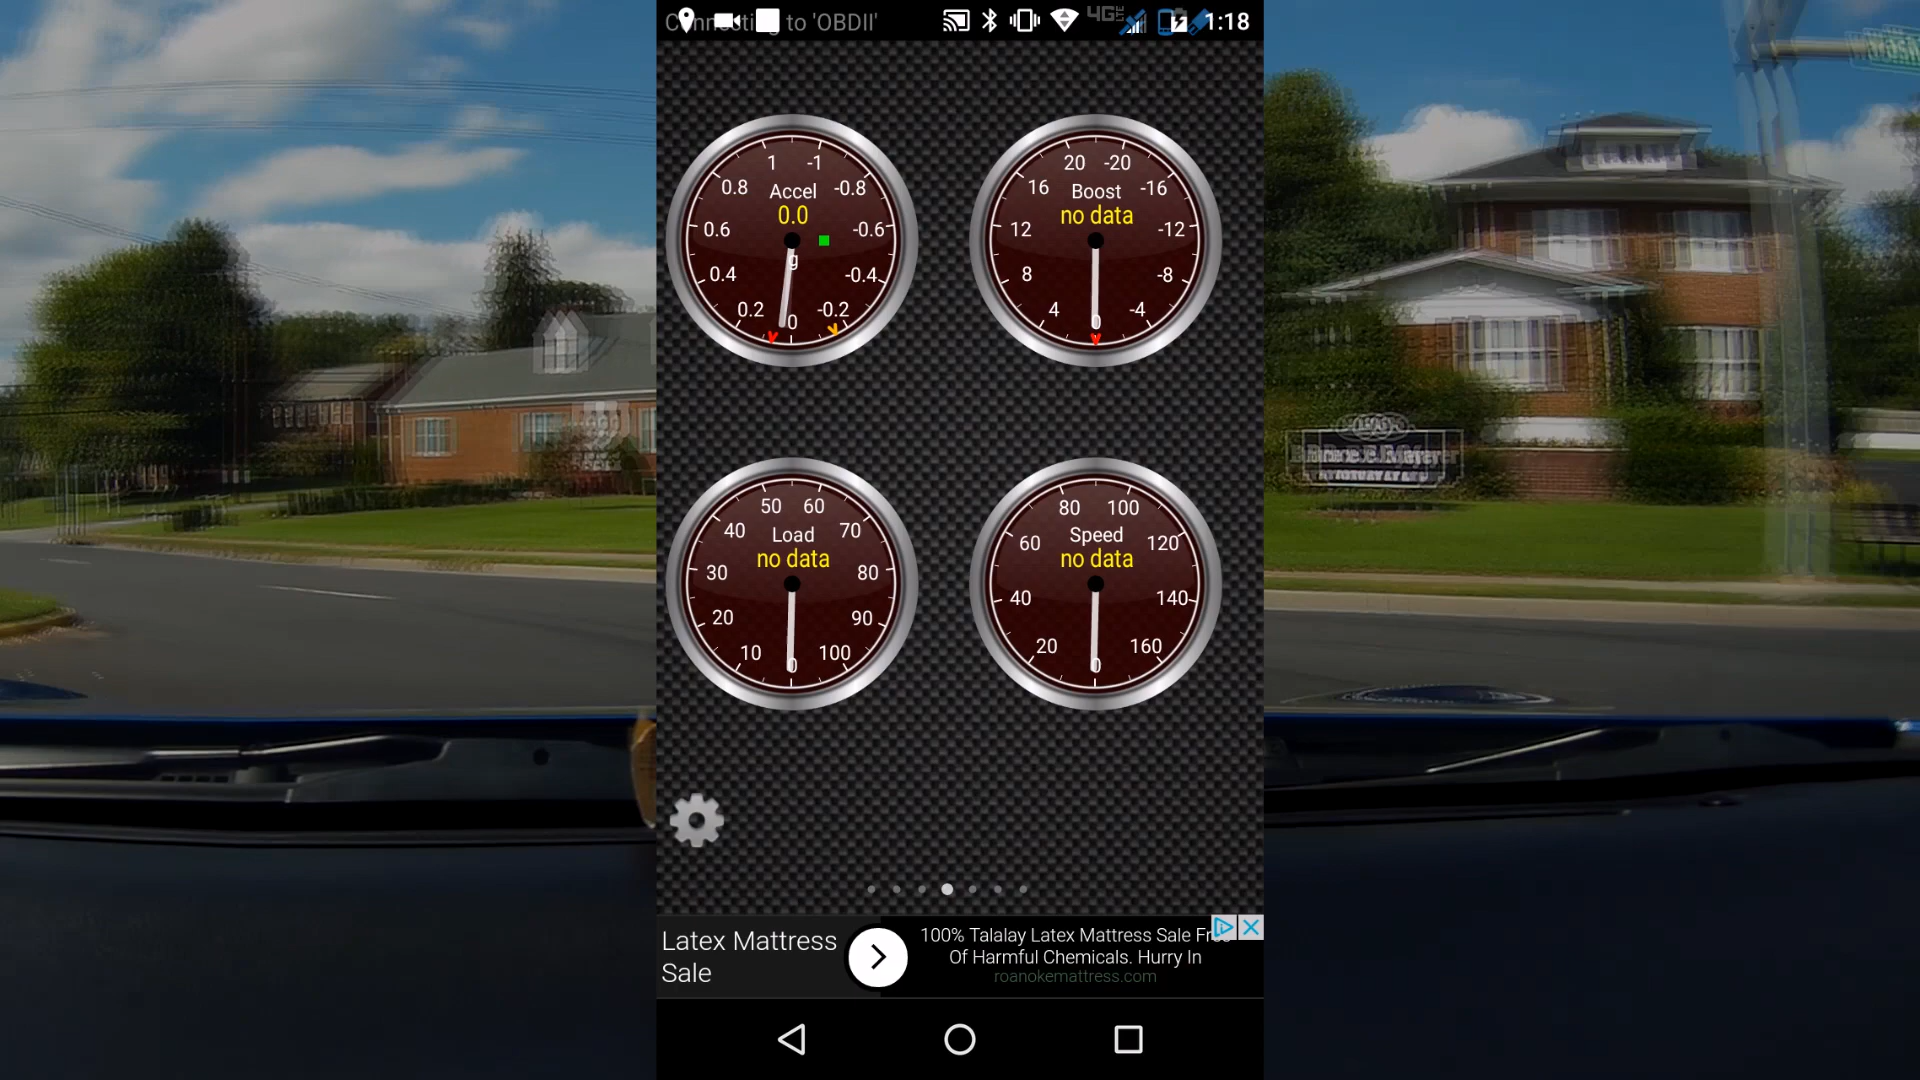 Connecting to 'OBDII'
4G LTE
1:18
1 -1
0.8 Accel -0.8
0.0
0.6 -0.6
g
0.4 -0.4
0.2 0 -0.2
20 -20
16 Boost -16
no data
12 -12
8 -8
4 0 -4
50 60
40 Load 70
no data
30 80
20 90
10 0 100
80 100
60 Speed 120
no data
40 140
20 0 160
Latex Mattress
Sale
100% Talalay Latex Mattress Sale Free
Of Harmful Chemicals. Hurry In
roanokemattress.com